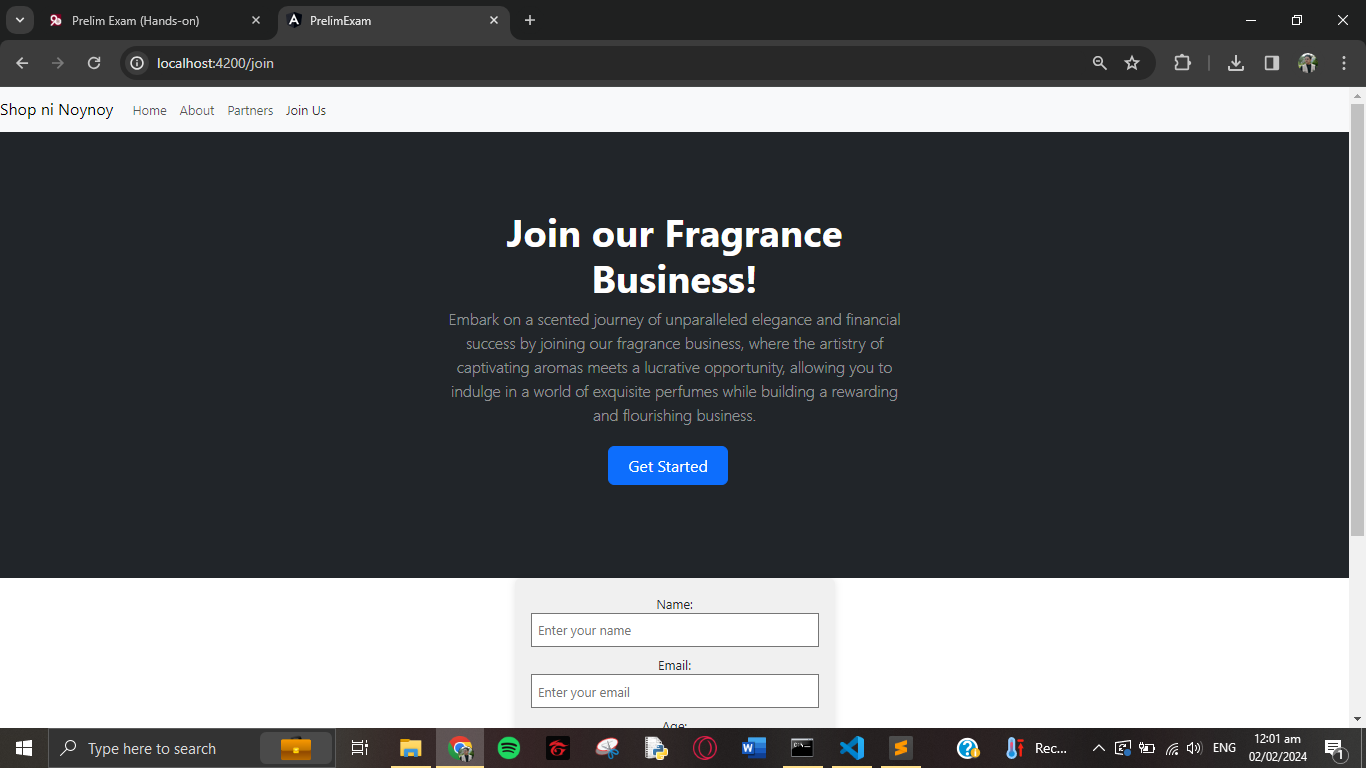 Prelim Exam (Hands-on)
PrelimExam
localhost:4200/join
Shop ni Noynoy
Home
About
Partners
Join Us
Join our Fragrance
Business!
Embark on a scented journey of unparalleled elegance and financial
success by joining our fragrance business, where the artistry of
captivating aromas meets a lucrative opportunity, allowing you to
indulge in a world of exquisite perfumes while building a rewarding
and flourishing business.
Get Started
Name:
Enter your name
Email:
Enter your email
Age:
Type here to search
Rec...
ENG
12:01 am
02/02/2024
1